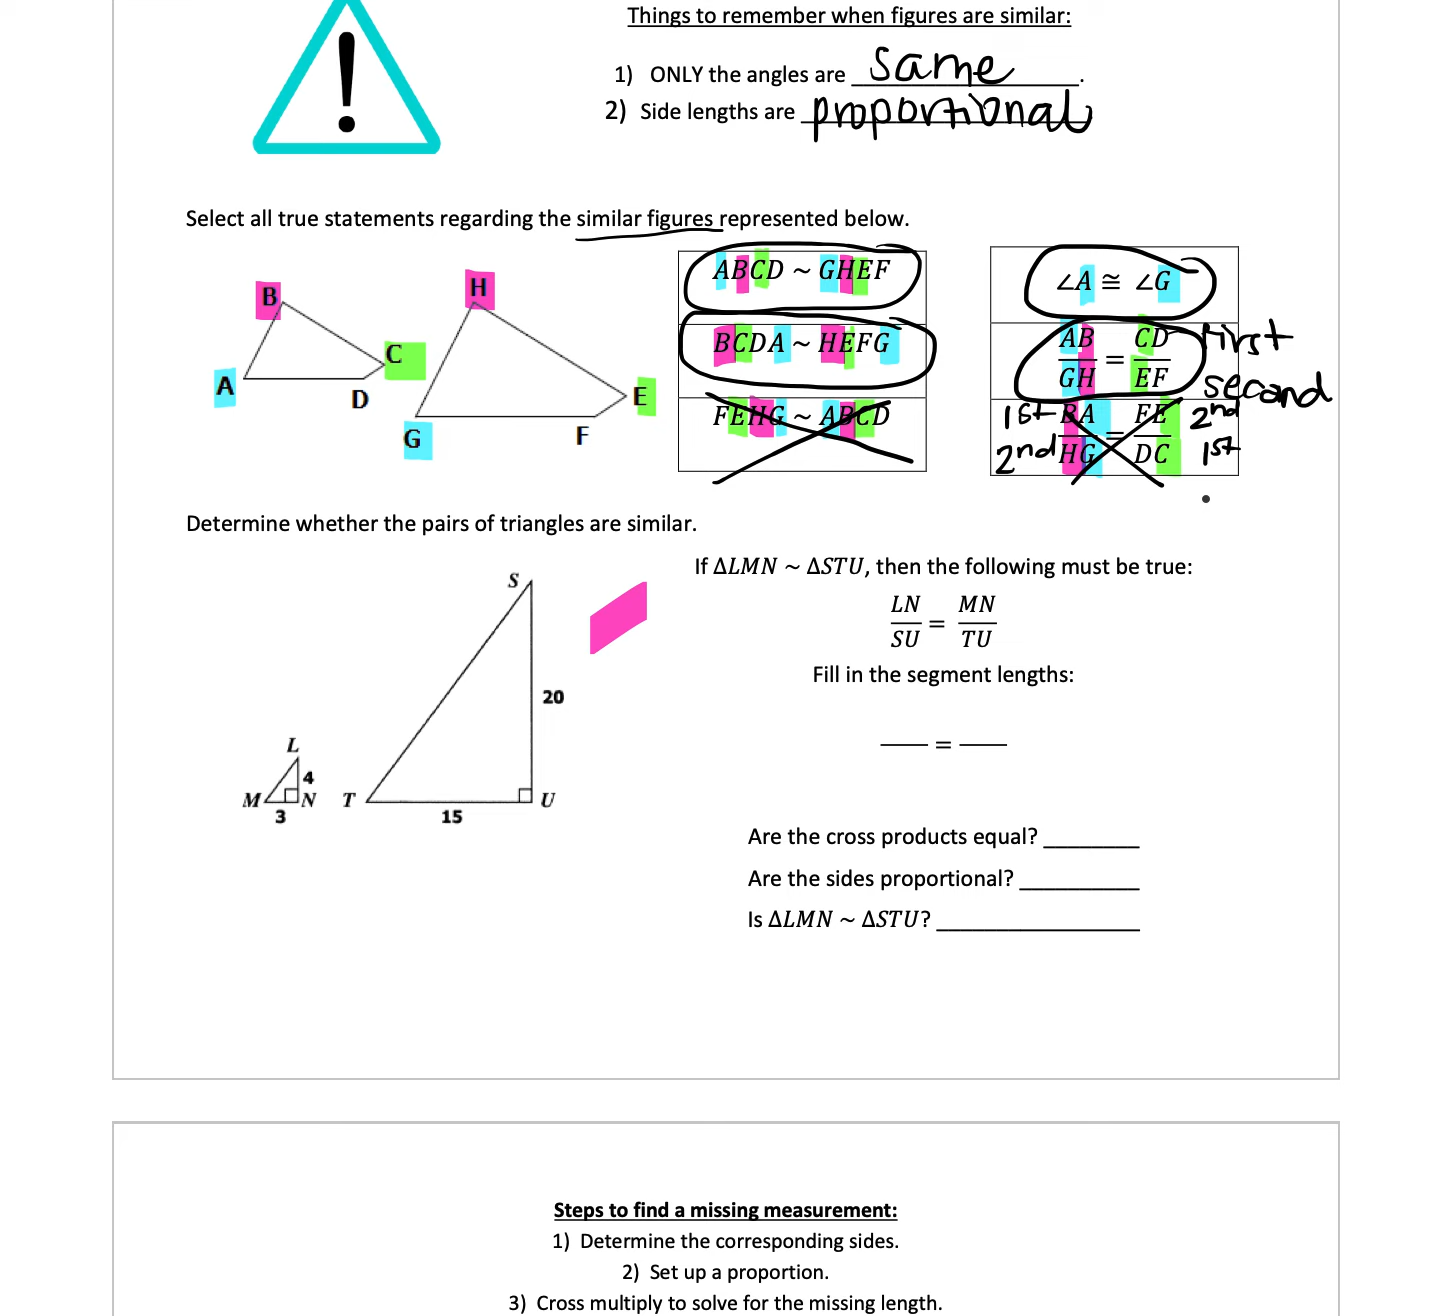 Things to remember when figures are similar:
1) ONLY the angles are same.
2) Side lengths are proportional
Select all true statements regarding the similar figures represented below.
B
H
C
A
D
E
G
F
ABCD ~ GHEF
BCDA ~ HEFG
FEHG ~ ABCD
∠A ≅ ∠G
AB/GH = CD/EF first second
1st 2nd BA/HG = FE/DC 2nd 1st
Determine whether the pairs of triangles are similar.
S
20
L
4
M N
3
T U
15
If ΔLMN ~ ΔSTU, then the following must be true:
LN/SU = MN/TU
Fill in the segment lengths:
___ = ___
Are the cross products equal? ________
Are the sides proportional? __________
Is ΔLMN ~ ΔSTU? _________________
Steps to find a missing measurement:
1) Determine the corresponding sides.
2) Set up a proportion.
3) Cross multiply to solve for the missing length.